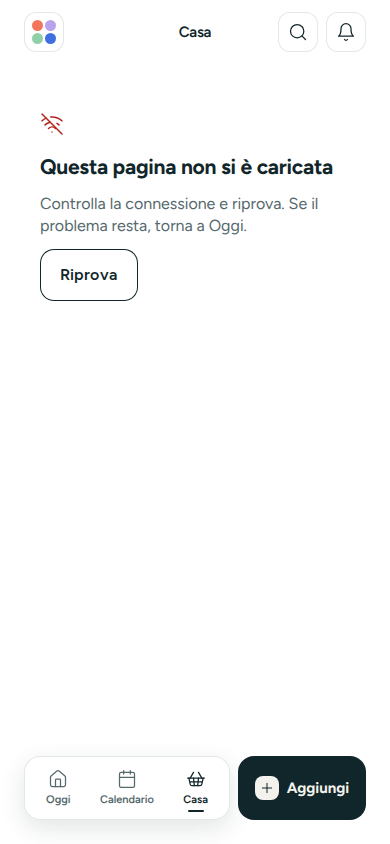 Casa
Questa pagina non si è caricata
Controlla la connessione e riprova. Se il
problema resta, torna a Oggi.
Riprova
Oggi
Calendario
Casa
Aggiungi